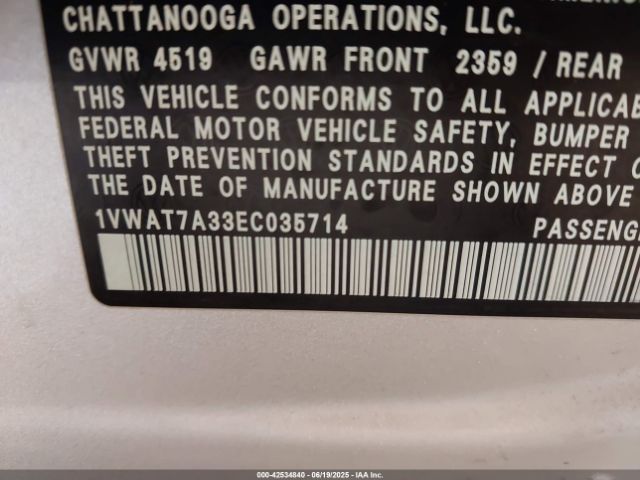 CHATTANOOGA OPERATIONS, LLC.
GVWR 4519 GAWR FRONT 2359 / REAR
THIS VEHICLE CONFORMS TO ALL APPLICAB
FEDERAL MOTOR VEHICLE SAFETY, BUMPER
THEFT PREVENTION STANDARDS IN EFFECT O
THE DATE OF MANUFACTURE SHOWN ABOVE
1VWAT7A33EC035714 PASSENG
000-42534840 - 06/19/2025 - IAA Inc.